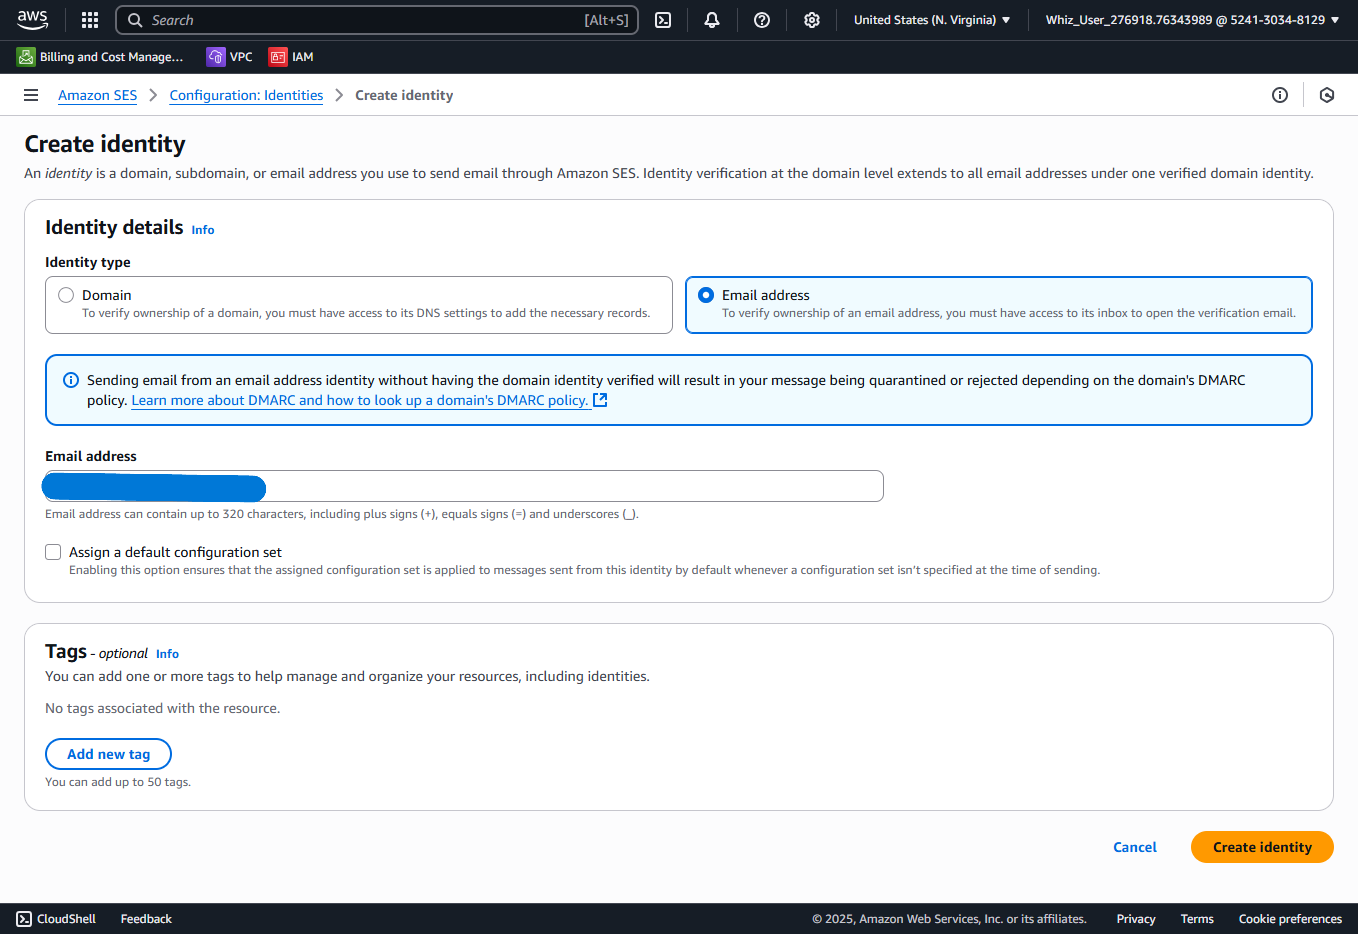 aws
Search [Alt+S] United States (N. Virginia) Whiz_User_276918.76343989 @ 5241-3034-8129
Billing and Cost Manage... VPC IAM
Amazon SES Configuration: Identities Create identity
Create identity
An identity is a domain, subdomain, or email address you use to send email through Amazon SES. Identity verification at the domain level extends to all email addresses under one verified domain identity.
Identity details Info
Identity type
Domain
To verify ownership of a domain, you must have access to its DNS settings to add the necessary records.
Email address
To verify ownership of an email address, you must have access to its inbox to open the verification email.
Sending email from an email address identity without having the domain identity verified will result in your message being quarantined or rejected depending on the domain's DMARC
policy. Learn more about DMARC and how to look up a domain's DMARC policy.
Email address
Email address can contain up to 320 characters, including plus signs (+), equals signs (=) and underscores (_).
Assign a default configuration set
Enabling this option ensures that the assigned configuration set is applied to messages sent from this identity by default whenever a configuration set isn't specified at the time of sending.
Tags - optional Info
You can add one or more tags to help manage and organize your resources, including identities.
No tags associated with the resource.
Add new tag
You can add up to 50 tags.
Cancel Create identity
CloudShell Feedback © 2025, Amazon Web Services, Inc. or its affiliates. Privacy Terms Cookie preferences